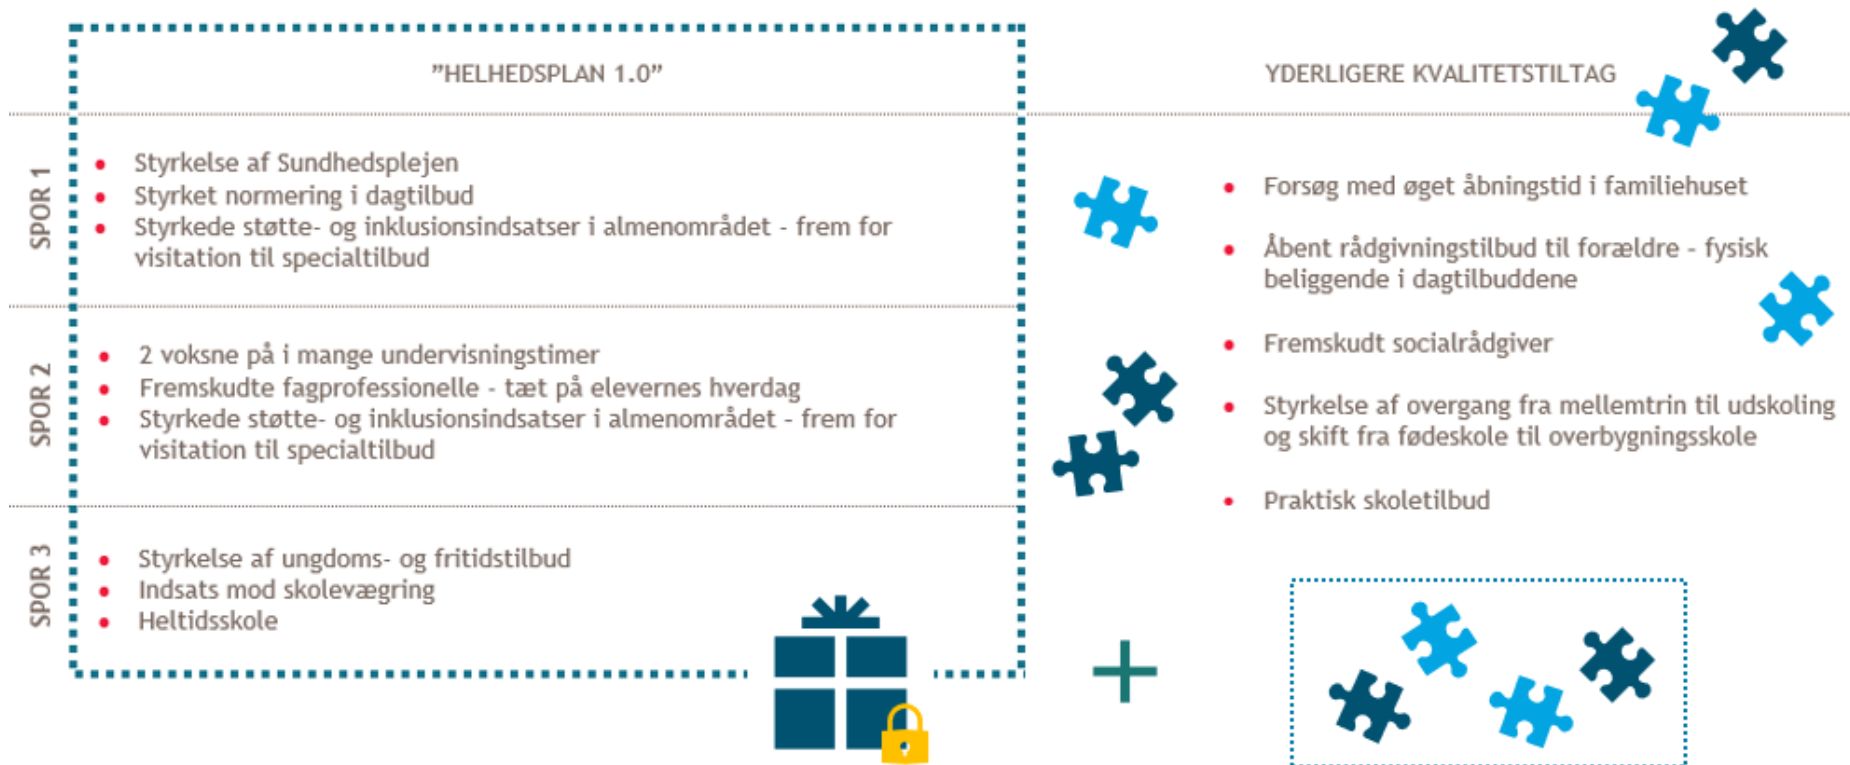 "HELHEDSPLAN 1.0"
SPOR 1
Styrkelse af Sundhedsplejen
Styrket normering i dagtilbud
Styrkede støtte- og inklusionsindsatser i almenområdet - frem for
visitation til specialtilbud
SPOR 2
2 voksne på i mange undervisningstimer
Fremskudte fagprofessionelle - tæt på elevernes hverdag
Styrkede støtte- og inklusionsindsatser i almenområdet - frem for
visitation til specialtilbud
SPOR 3
Styrkelse af ungdoms- og fritidstilbud
Indsats mod skolevægring
Heltidsskole
YDERLIGERE KVALITETSTILTAG
Forsøg med øget åbningstid i familiehuset
Åbent rådgivningstilbud til forældre - fysisk
beliggende i dagtilbuddene
Fremskudt socialrådgiver
Styrkelse af overgang fra mellemtrin til udskoling
og skift fra fødeskole til overbygningsskole
Praktisk skoletilbud
+